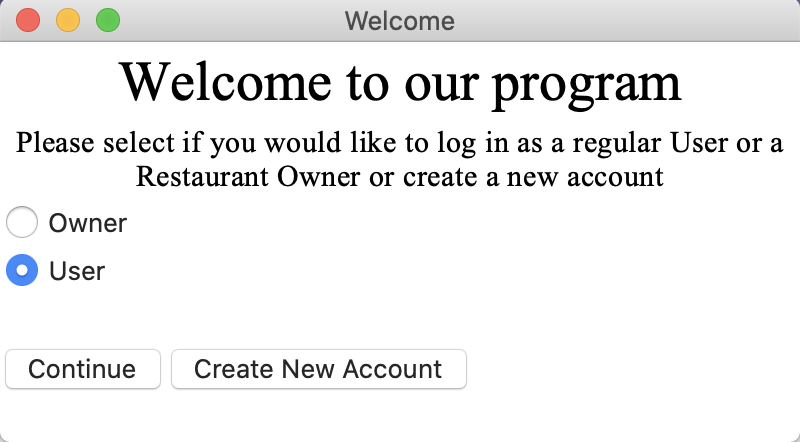 Welcome
Welcome to our program
Please select if you would like to log in as a regular User or a
Restaurant Owner or create a new account
Owner
User
Continue Create New Account